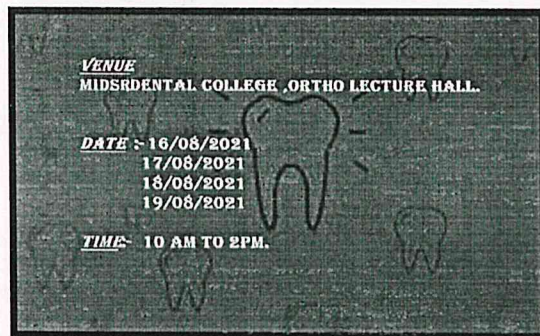 VENUE
MIDSRDENTAL COLLEGE ,ORTHO LECTURE HALL.
DATE :- 16/08/2021
17/08/2021
18/08/2021
19/08/2021
TIME:- 10 AM TO 2PM.